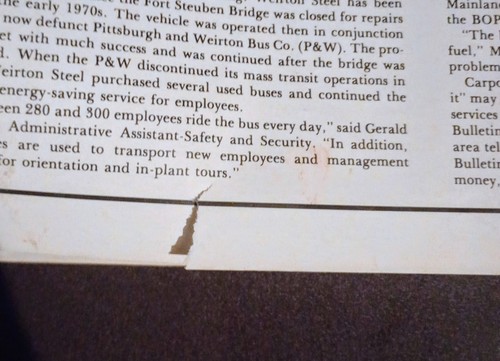 the Fort Steuben Bridge was closed for repairs
he early 1970s. The vehicle was operated then in conjunction
now defunct Pittsburgh and Weirton Bus Co. (P&W). The pro-
et with much success and was continued after the bridge was
d. When the P&W discontinued its mass transit operations in
Weirton Steel purchased several used buses and continued the
energy-saving service for employees.
een 280 and 300 employees ride the bus every day," said Gerald
Administrative Assistant-Safety and Security. "In addition,
es are used to transport new employees and management
for orientation and in-plant tours."
Mainlan
the BOP
"The
fuel," M
problem
Carpo
it" may
services
Bulletin
area tel
Bulletin
money,